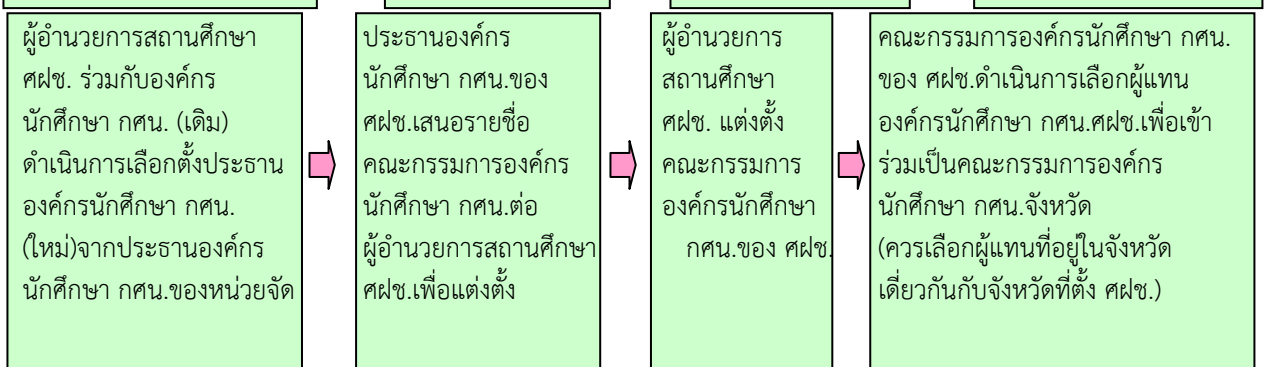 ผู้อำนวยการสถานศึกษา
ศฝช. ร่วมกับองค์กร
นักศึกษา กศน. (เดิม)
ดำเนินการเลือกตั้งประธาน
องค์กรนักศึกษา กศน.
(ใหม่)จากประธานองค์กร
นักศึกษา กศน.ของหน่วยจัด
ประธานองค์กร
นักศึกษา กศน.ของ
ศฝช.เสนอรายชื่อ
คณะกรรมการองค์กร
นักศึกษา กศน.ต่อ
ผู้อำนวยการสถานศึกษา
ศฝช.เพื่อแต่งตั้ง
ผู้อำนวยการ
สถานศึกษา
ศฝช. แต่งตั้ง
คณะกรรมการ
องค์กรนักศึกษา
กศน.ของ ศฝช.
คณะกรรมการองค์กรนักศึกษา กศน.
ของ ศฝช.ดำเนินการเลือกผู้แทน
องค์กรนักศึกษา กศน.ศฝช.เพื่อเข้า
ร่วมเป็นคณะกรรมการองค์กร
นักศึกษา กศน.จังหวัด
(ควรเลือกผู้แทนที่อยู่ในจังหวัด
เดี่ยวกันกับจังหวัดที่ตั้ง ศฝช.)